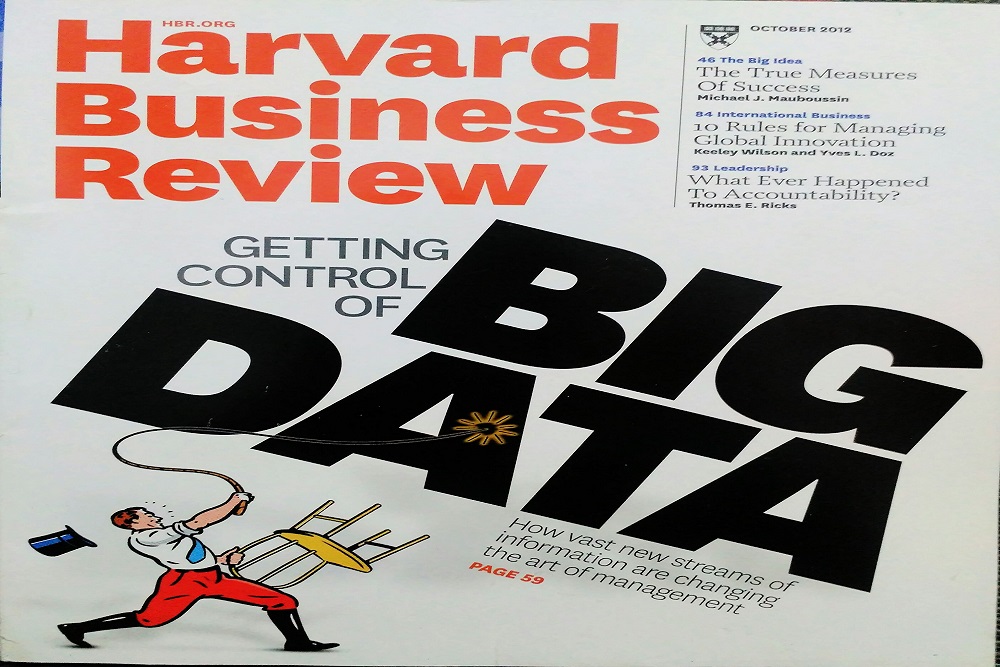 HBR.ORG
Harvard
Business
Review
OCTOBER 2012
46 The Big Idea
The True Measures
Of Success
Michael J. Mauboussin
84 International Business
10 Rules for Managing
Global Innovation
Keeley Wilson and Yves L. Doz
93 Leadership
What Ever Happened
To Accountability?
Thomas E. Ricks
GETTING
CONTROL
OF
BIG
DATA
How vast new streams of
information are changing
the art of management
PAGE 59